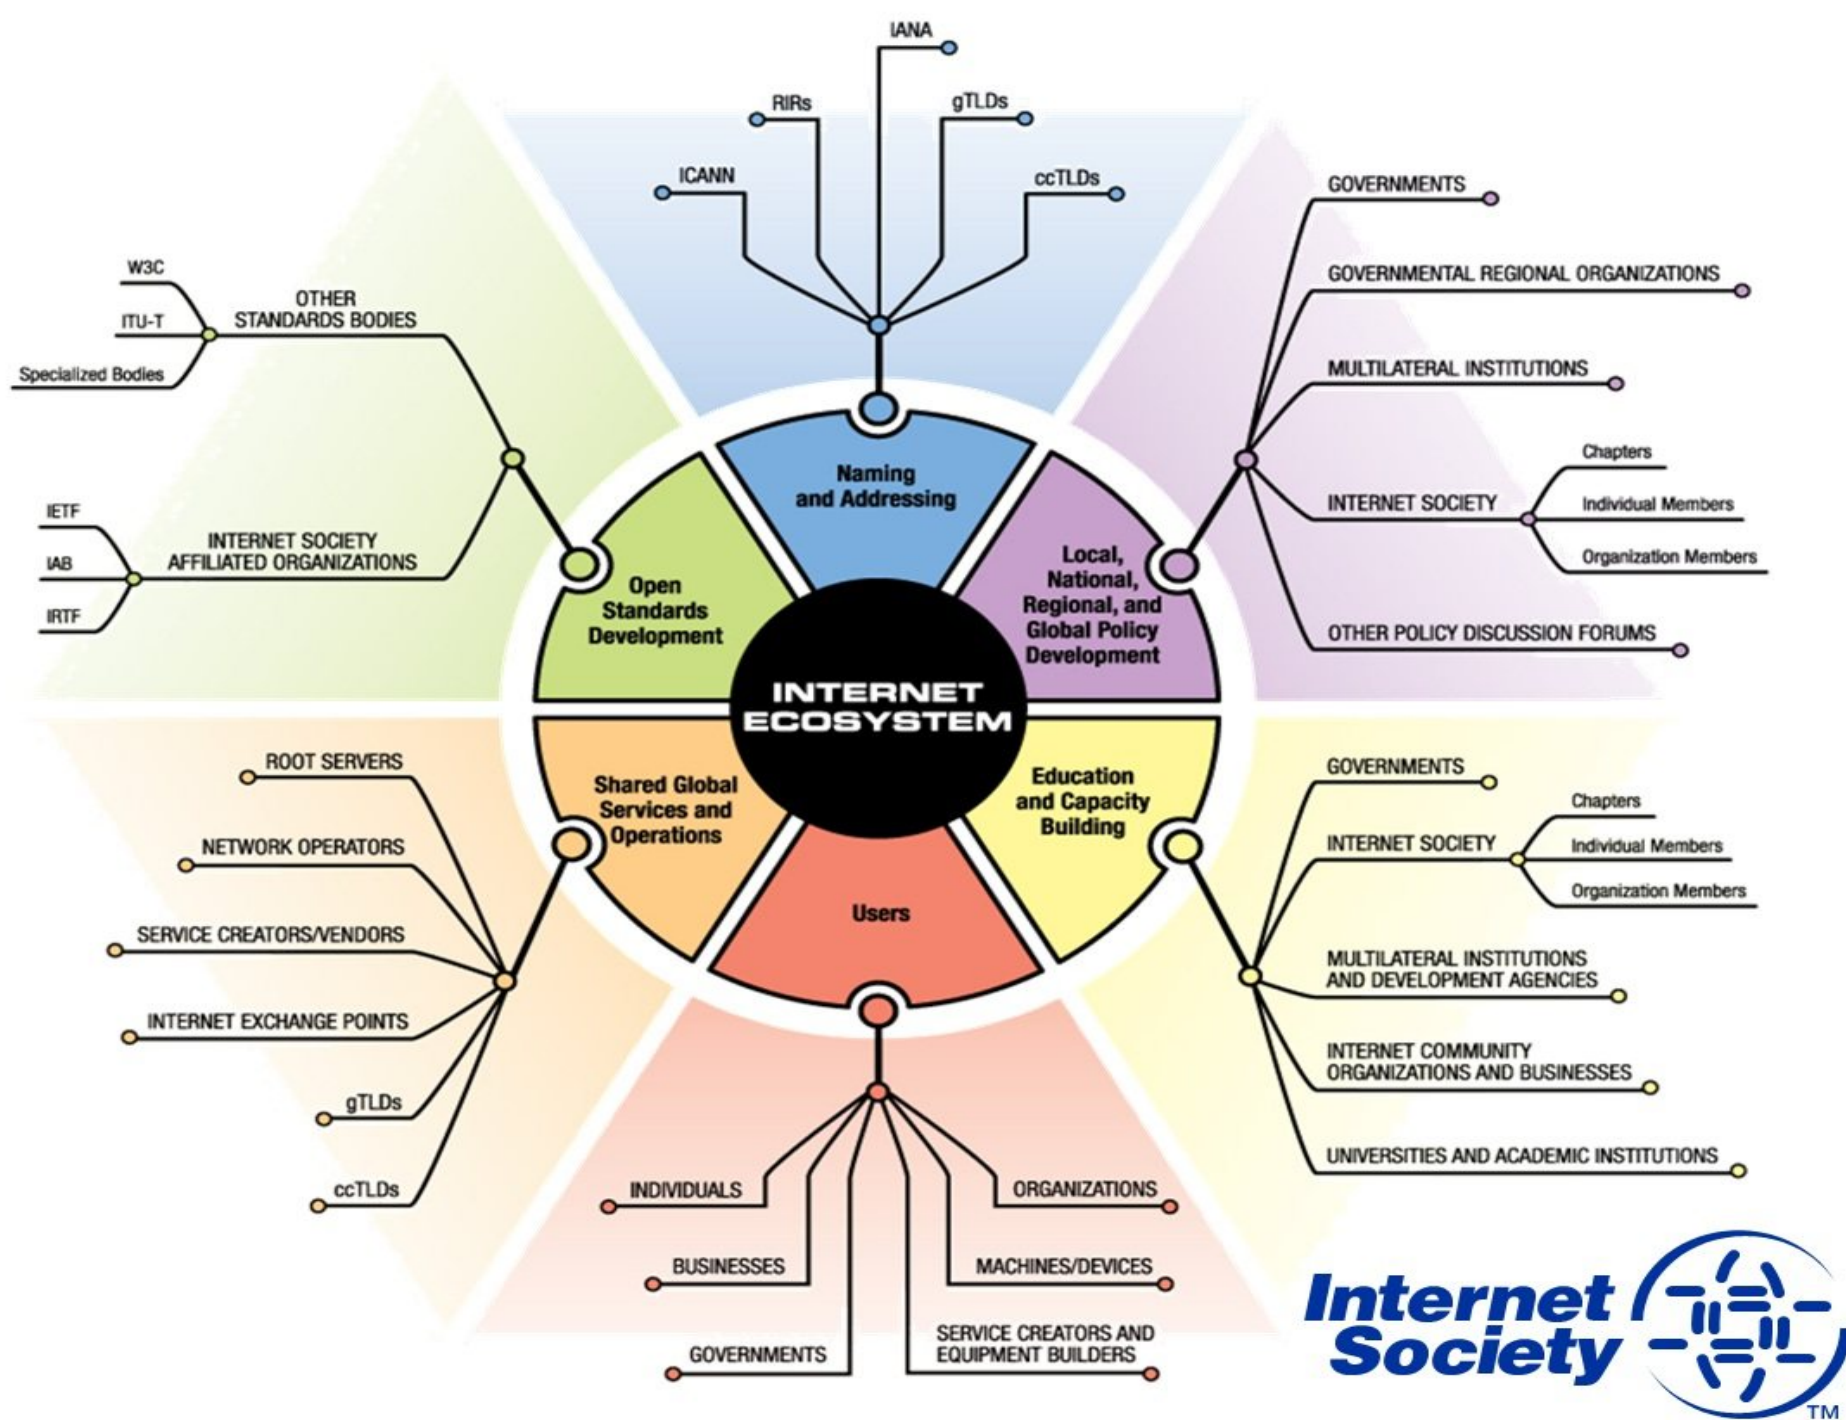 IANA
RIRs
gTLDs
ICANN
ccTLDs
W3C
OTHER
STANDARDS BODIES
ITU-T
Specialized Bodies
IETF
INTERNET SOCIETY
AFFILIATED ORGANIZATIONS
IAB
IRTF
GOVERNMENTS
GOVERNMENTAL REGIONAL ORGANIZATIONS
MULTILATERAL INSTITUTIONS
INTERNET SOCIETY
Chapters
Individual Members
Organization Members
OTHER POLICY DISCUSSION FORUMS
Naming
and Addressing
Open
Standards
Development
Local,
National,
Regional, and
Global Policy
Development
INTERNET
ECOSYSTEM
Shared Global
Services and
Operations
Education
and Capacity
Building
Users
ROOT SERVERS
NETWORK OPERATORS
SERVICE CREATORS/VENDORS
INTERNET EXCHANGE POINTS
gTLDs
ccTLDs
GOVERNMENTS
INTERNET SOCIETY
Chapters
Individual Members
Organization Members
MULTILATERAL INSTITUTIONS
AND DEVELOPMENT AGENCIES
INTERNET COMMUNITY
ORGANIZATIONS AND BUSINESSES
UNIVERSITIES AND ACADEMIC INSTITUTIONS
INDIVIDUALS
ORGANIZATIONS
BUSINESSES
MACHINES/DEVICES
GOVERNMENTS
SERVICE CREATORS AND
EQUIPMENT BUILDERS
Internet
Society
TM